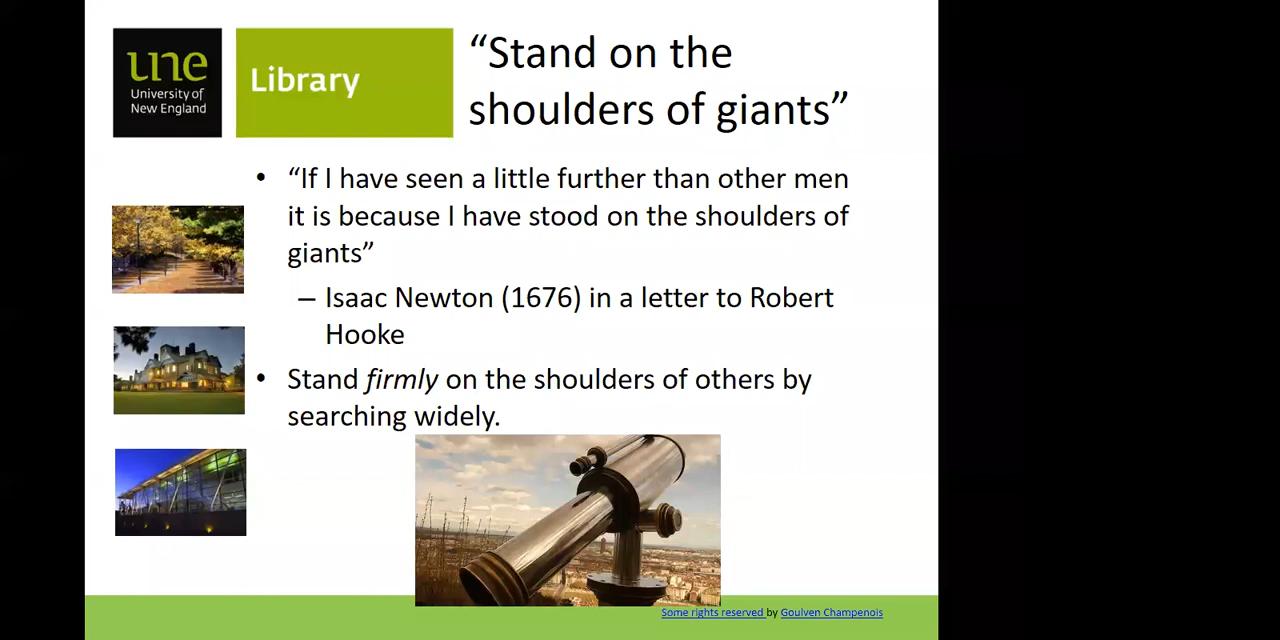 une
University of
New England
Library
“Stand on the
shoulders of giants”
• “If I have seen a little further than other men
it is because I have stood on the shoulders of
giants”
– Isaac Newton (1676) in a letter to Robert
Hooke
• Stand firmly on the shoulders of others by
searching widely.
Some rights reserved by Goulven Champenois